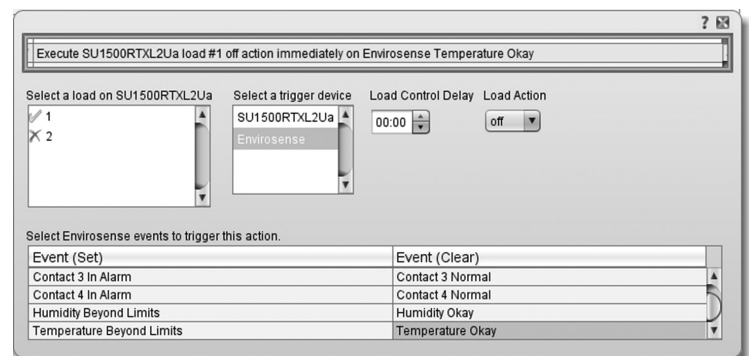 ?
Execute SU1500RTXL2Ua load #1 off action immediately on Envirosense Temperature Okay
Select a load on SU1500RTXL2Ua Select a trigger device Load Control Delay Load Action
1 SU1500RTXL2Ua 00:00 off
2 Envirosense
Select Envirosense events to trigger this action.
Event (Set) Event (Clear)
Contact 3 In Alarm Contact 3 Normal
Contact 4 In Alarm Contact 4 Normal
Humidity Beyond Limits Humidity Okay
Temperature Beyond Limits Temperature Okay